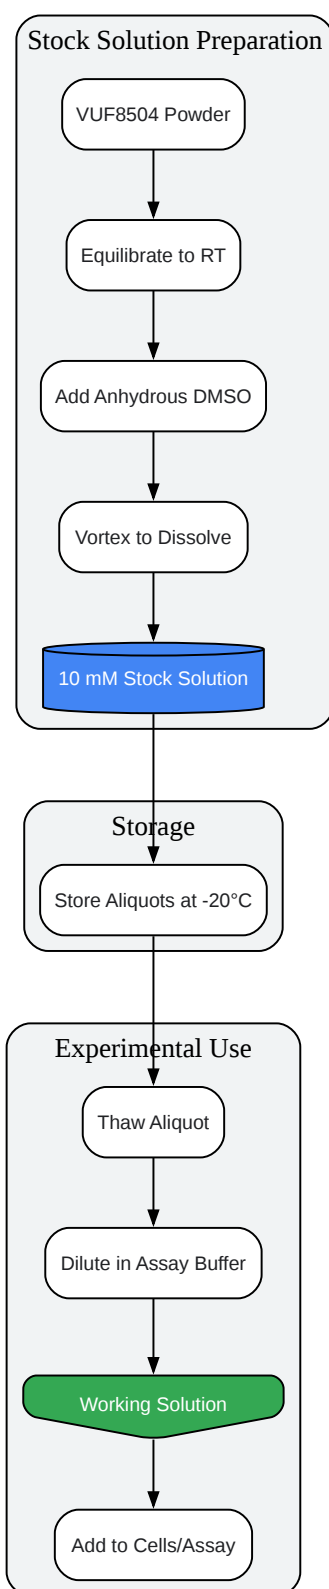 Stock Solution Preparation
VUF8504 Powder
Equilibrate to RT
Add Anhydrous DMSO
Vortex to Dissolve
10 mM Stock Solution
Storage
Store Aliquots at -20°C
Experimental Use
Thaw Aliquot
Dilute in Assay Buffer
Working Solution
Add to Cells/Assay